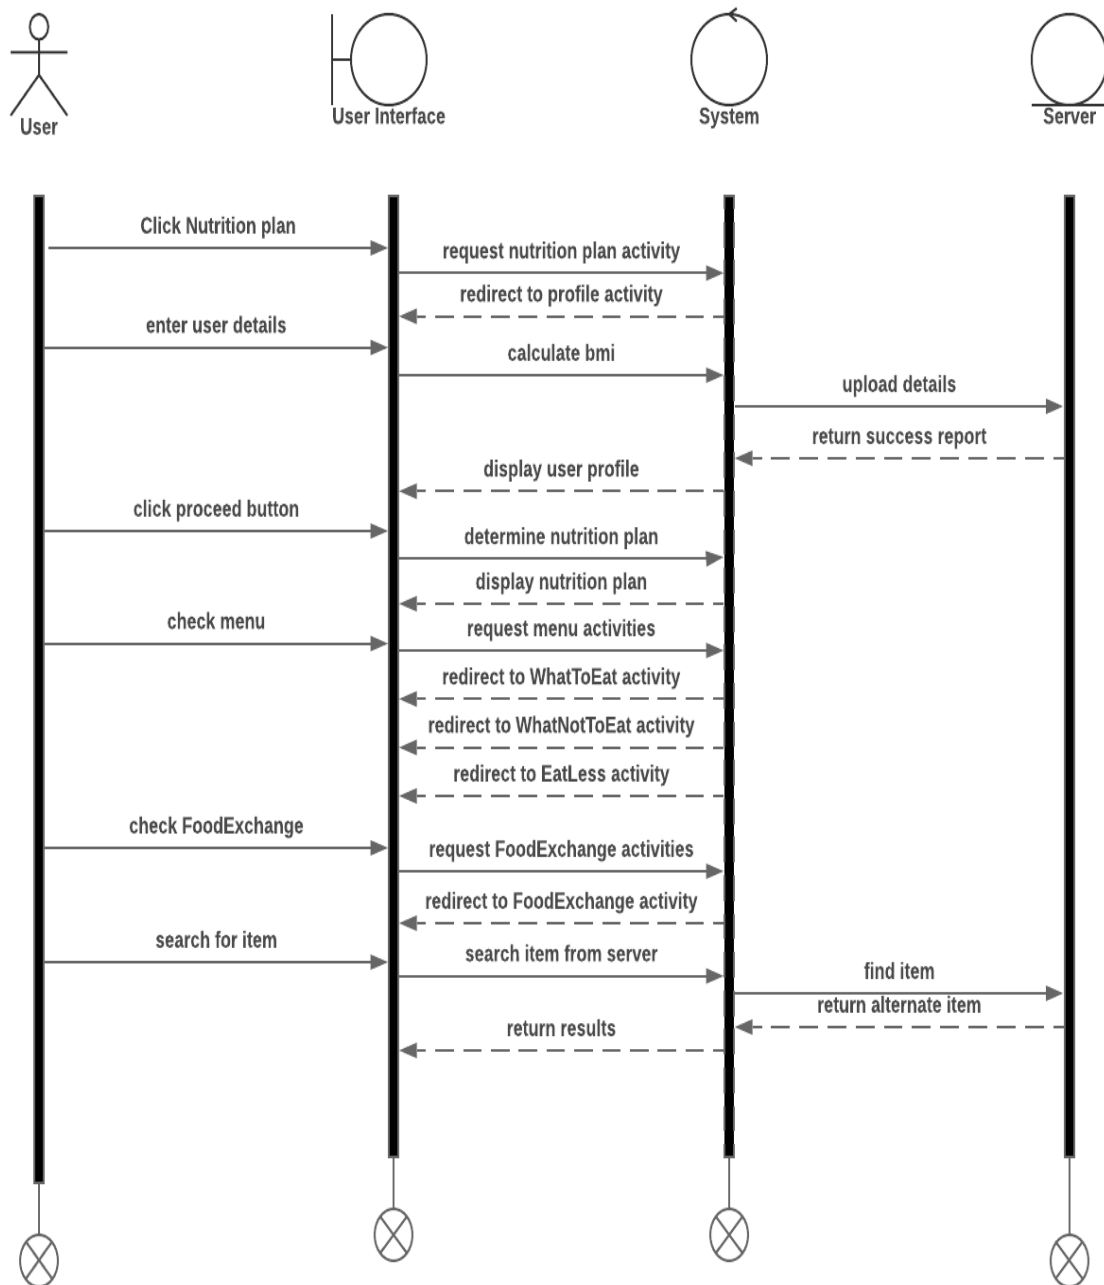 User
User Interface
System
Server
Click Nutrition plan
request nutrition plan activity
redirect to profile activity
enter user details
calculate bmi
upload details
return success report
display user profile
click proceed button
determine nutrition plan
display nutrition plan
check menu
request menu activities
redirect to WhatToEat activity
redirect to WhatNotToEat activity
redirect to EatLess activity
check FoodExchange
request FoodExchange activities
redirect to FoodExchange activity
search for item
search item from server
find item
return alternate item
return results